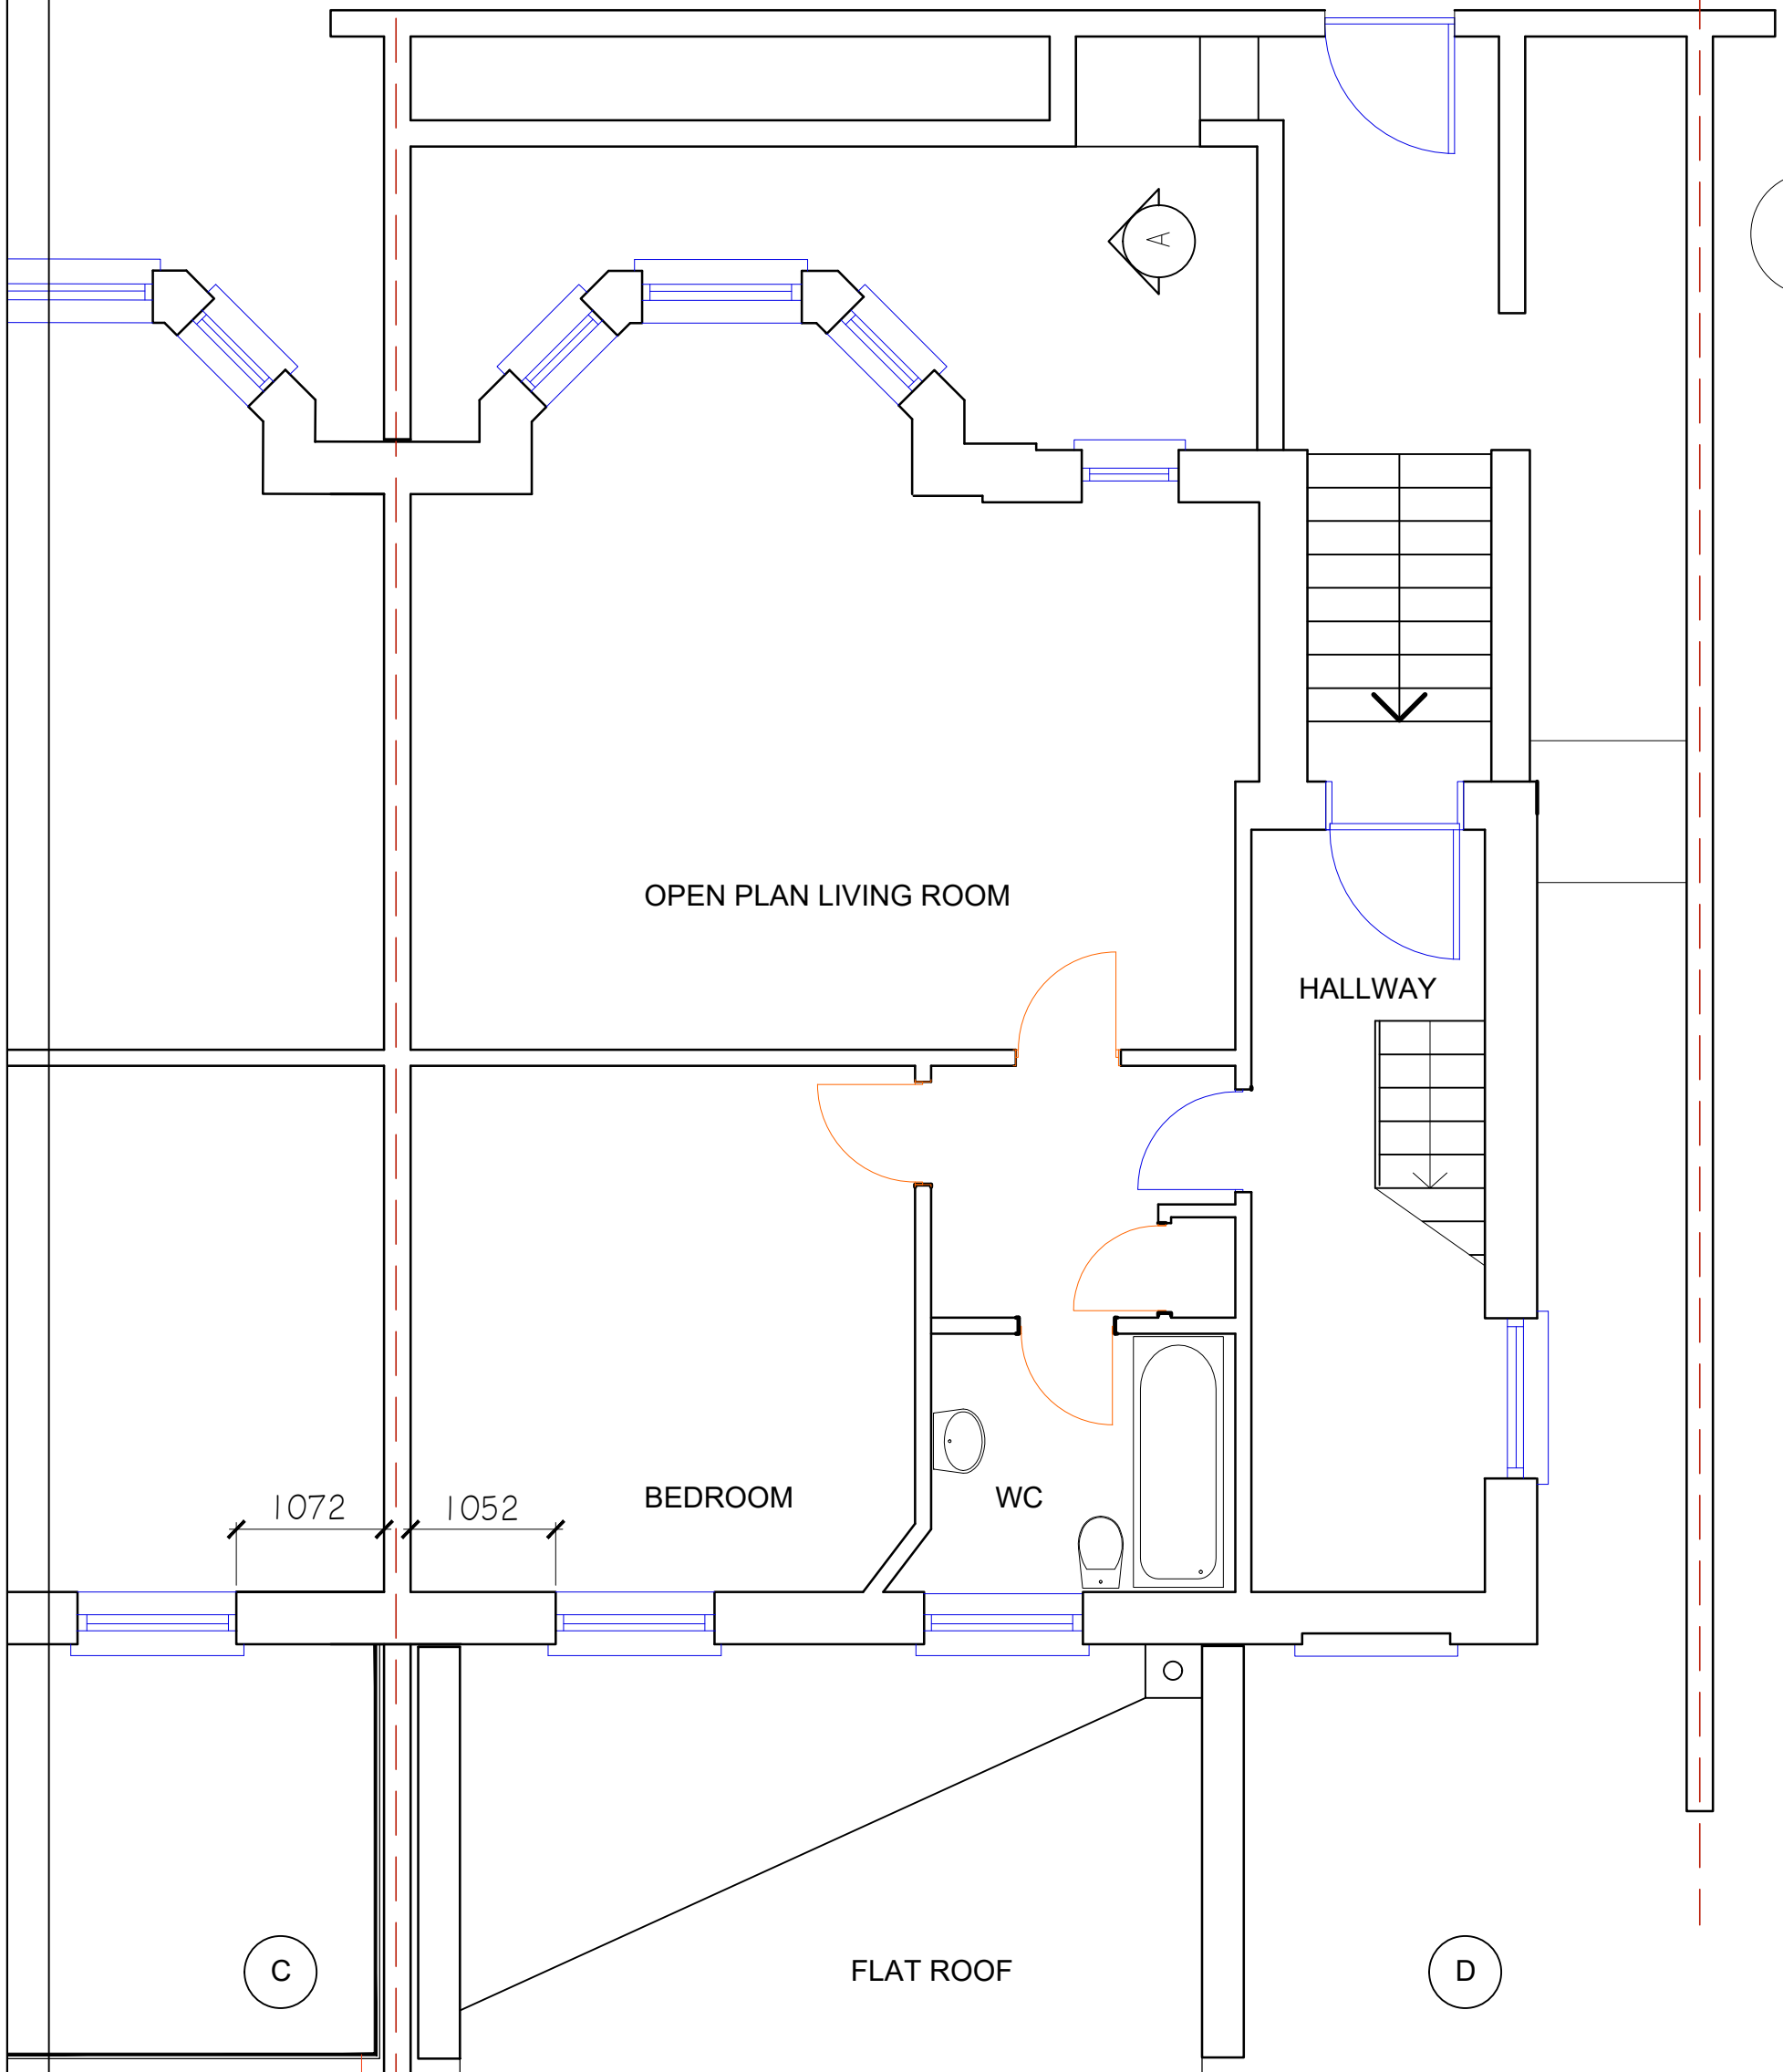 A
OPEN PLAN LIVING ROOM
HALLWAY
1072
1052
BEDROOM
WC
C
FLAT ROOF
D